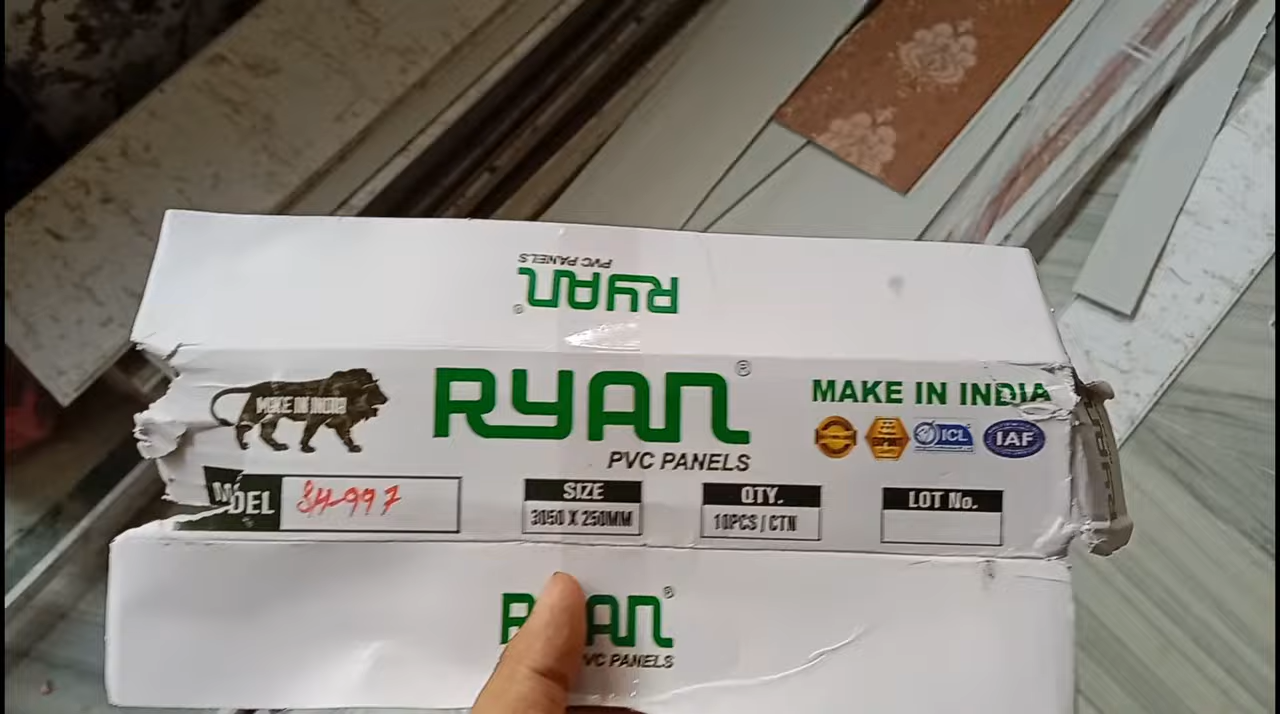 PVC PANELS
RYAN
®
MAKE IN INDIA
RYAN®
PVC PANELS
MAKE IN INDIA
ICL
IAF
MODEL
SH-997
SIZE
3050 X 250MM
QTY.
10PCS / CTN
LOT No.
RYAN®
PVC PANELS